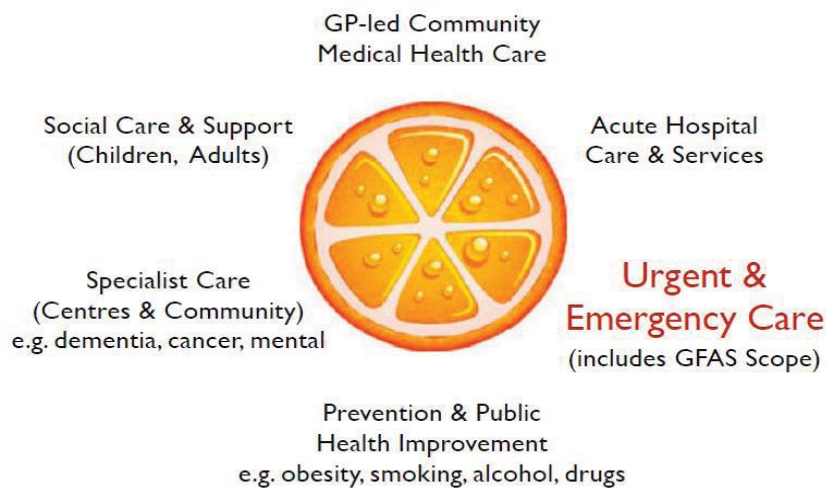 GP-led Community
Medical Health Care
Social Care & Support
(Children, Adults)
Acute Hospital
Care & Services
Specialist Care
(Centres & Community)
e.g. dementia, cancer, mental
Urgent &
Emergency Care
(includes GFAS Scope)
Prevention & Public
Health Improvement
e.g. obesity, smoking, alcohol, drugs